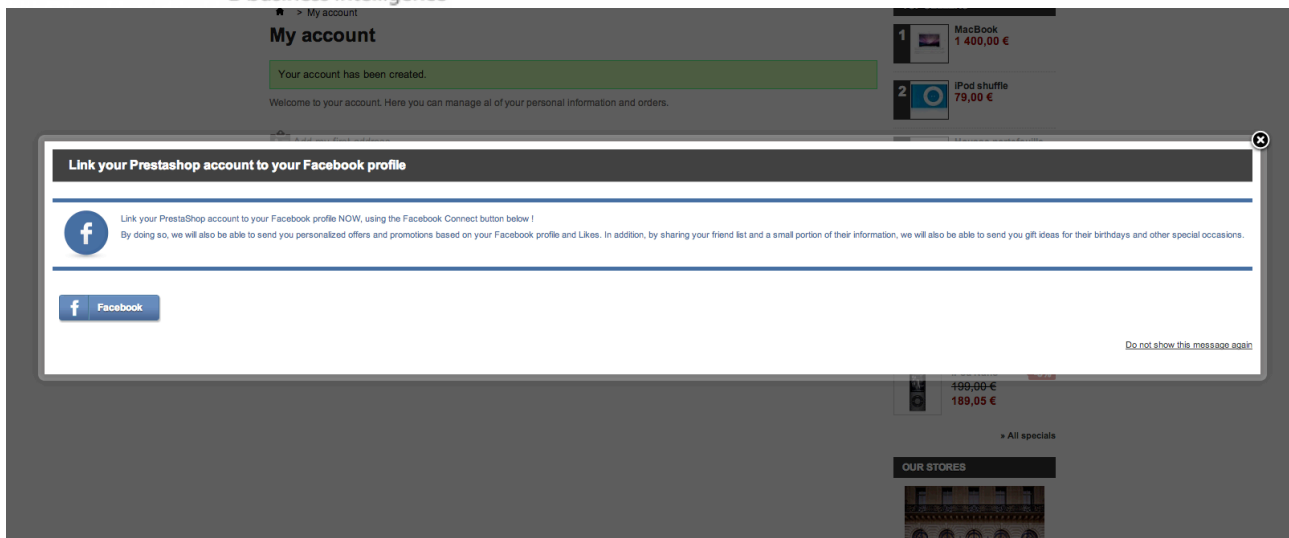 > My account
My account
Your account has been created.
Welcome to your account. Here you can manage al of your personal information and orders.
1
MacBook
1 400,00 €
2
iPod shuffle
79,00 €
Link your Prestashop account to your Facebook profile
Link your PrestaShop account to your Facebook profile NOW, using the Facebook Connect button below !
By doing so, we will also be able to send you personalized offers and promotions based on your Facebook profile and Likes. In addition, by sharing your friend list and a small portion of their information, we will also be able to send you gift ideas for their birthdays and other special occasions.
Facebook
Do not show this message again
199,00 €
189,05 €
» All specials
OUR STORES